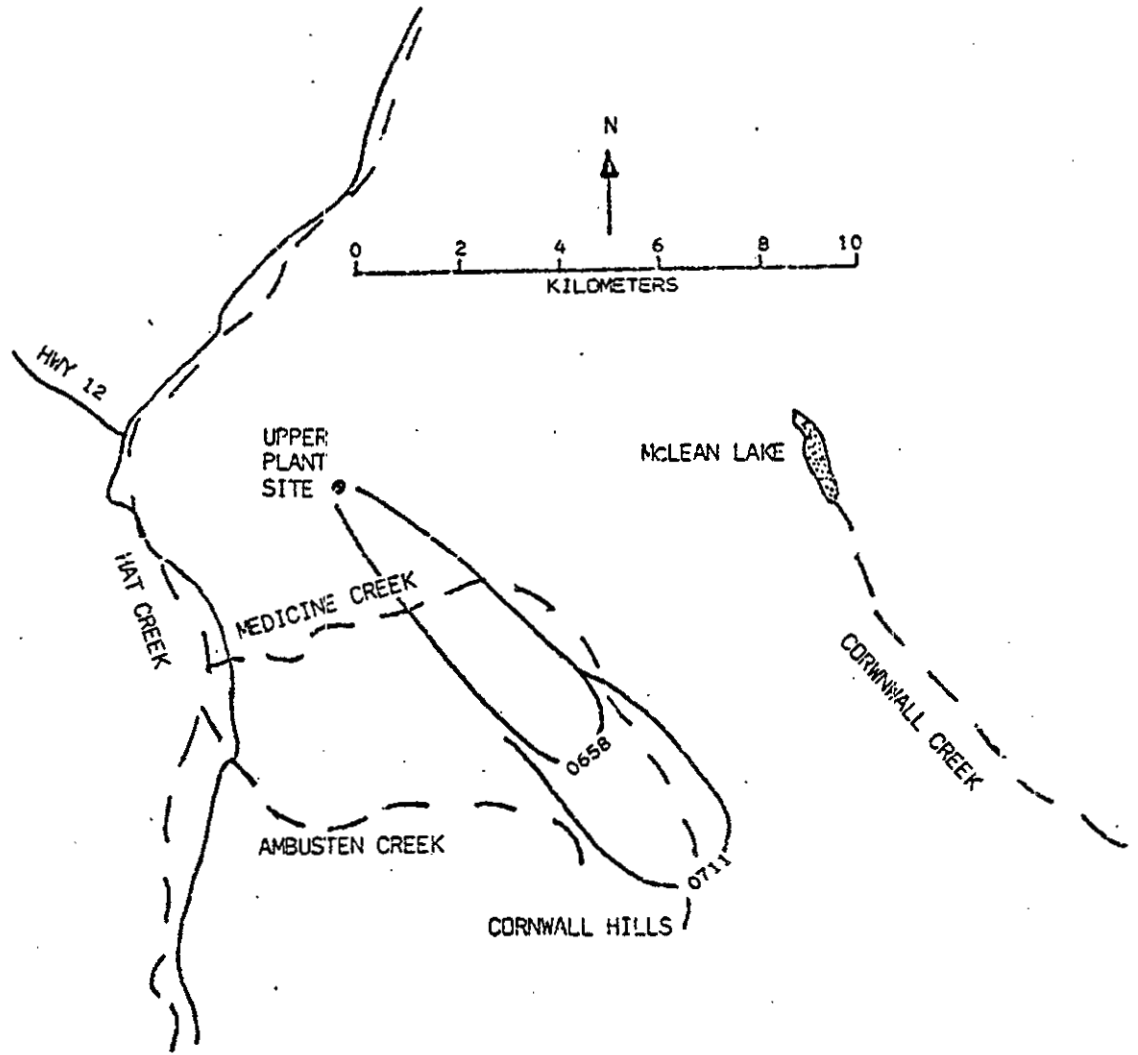 N
0 2 4 6 8 10
KILOMETERS
HWY 12
UPPER
PLANT
SITE
McLEAN LAKE
HAT CREEK
MEDICINE CREEK
CORWNWALL CREEK
0658
AMBUSTEN CREEK
0711
CORNWALL HILLS